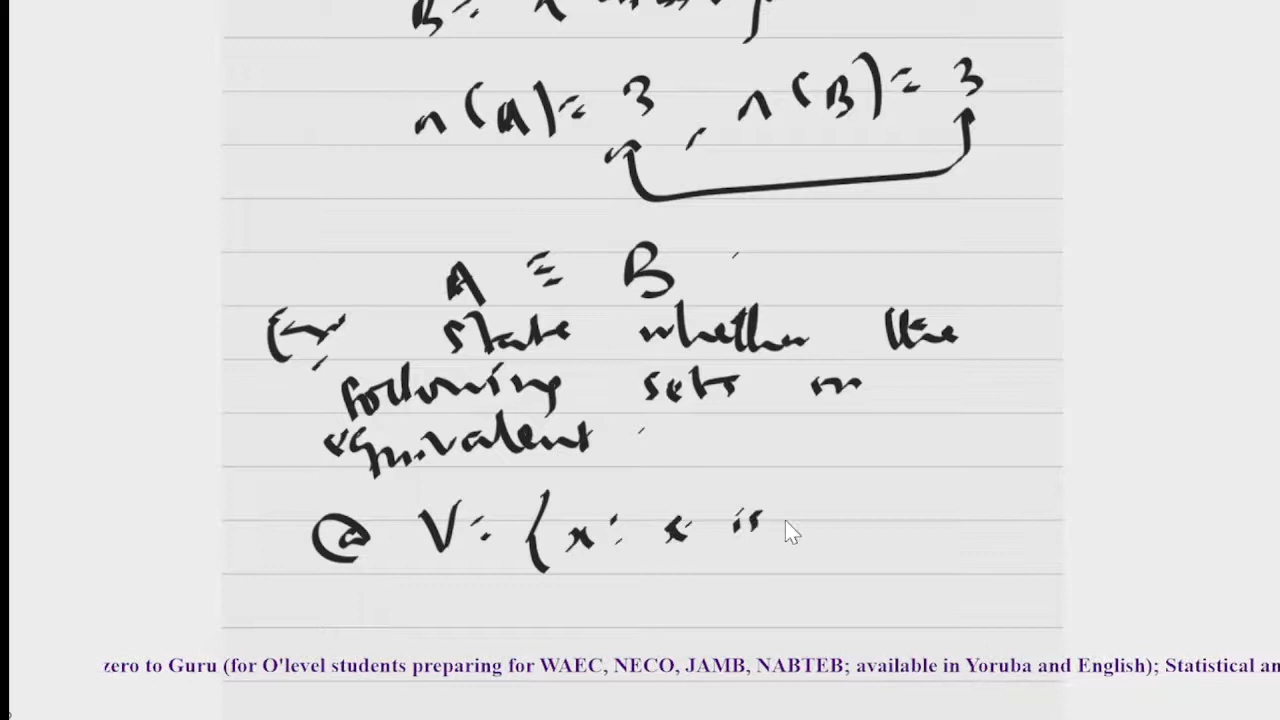 n(A) = 3 , n(B) = 3
A ≡ B
Ex state whether the
following sets
equivalent
(a) V = {x : x is
zero to Guru (for O'level students preparing for WAEC, NECO, JAMB, NABTEB; available in Yoruba and English); Statistical an